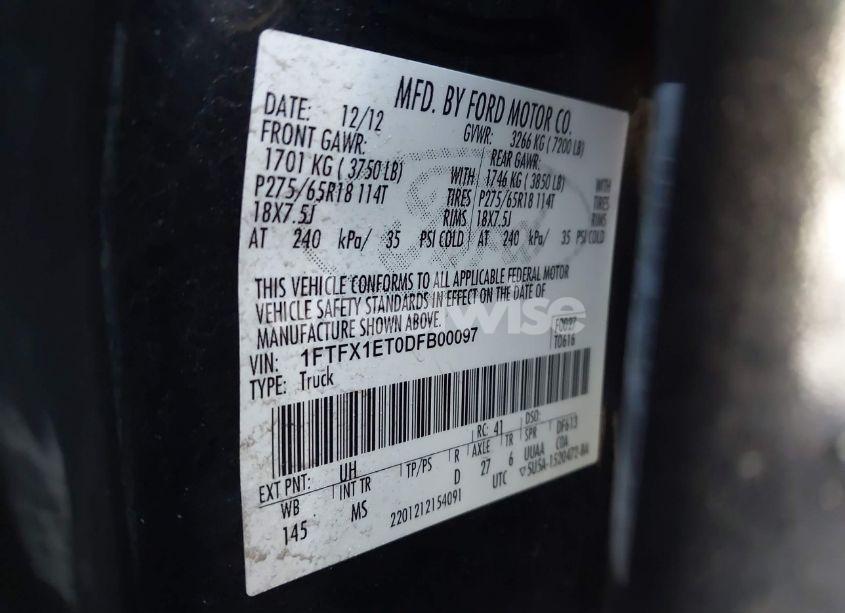 MFD. BY FORD MOTOR CO.
DATE: 12/12 GVWR: 3266 KG ( 7200 LB)
FRONT GAWR: REAR GAWR:
1701 KG ( 3750 LB) WITH 1746 KG ( 3850 LB) WITH
P275/65R18 114T TIRES P275/65R18 114T TIRES
18X7.5J RIMS 18X7.5J RIMS
AT 240 kPa/ 35 PSI COLD AT 240 kPa/ 35 PSI COLD
THIS VEHICLE CONFORMS TO ALL APPLICABLE FEDERAL MOTOR
VEHICLE SAFETY STANDARDS IN EFFECT ON THE DATE OF
MANUFACTURE SHOWN ABOVE.
VIN: 1FTFX1ET0DFB00097
F0027
T0616
TYPE: Truck
EXT PNT: UH RC: 41 DSO:
WB INT TR TP/PS R AXLE TR SPR DF613
145 MS D 27 6 UUAA CDA
2201212154091 UTC
wise